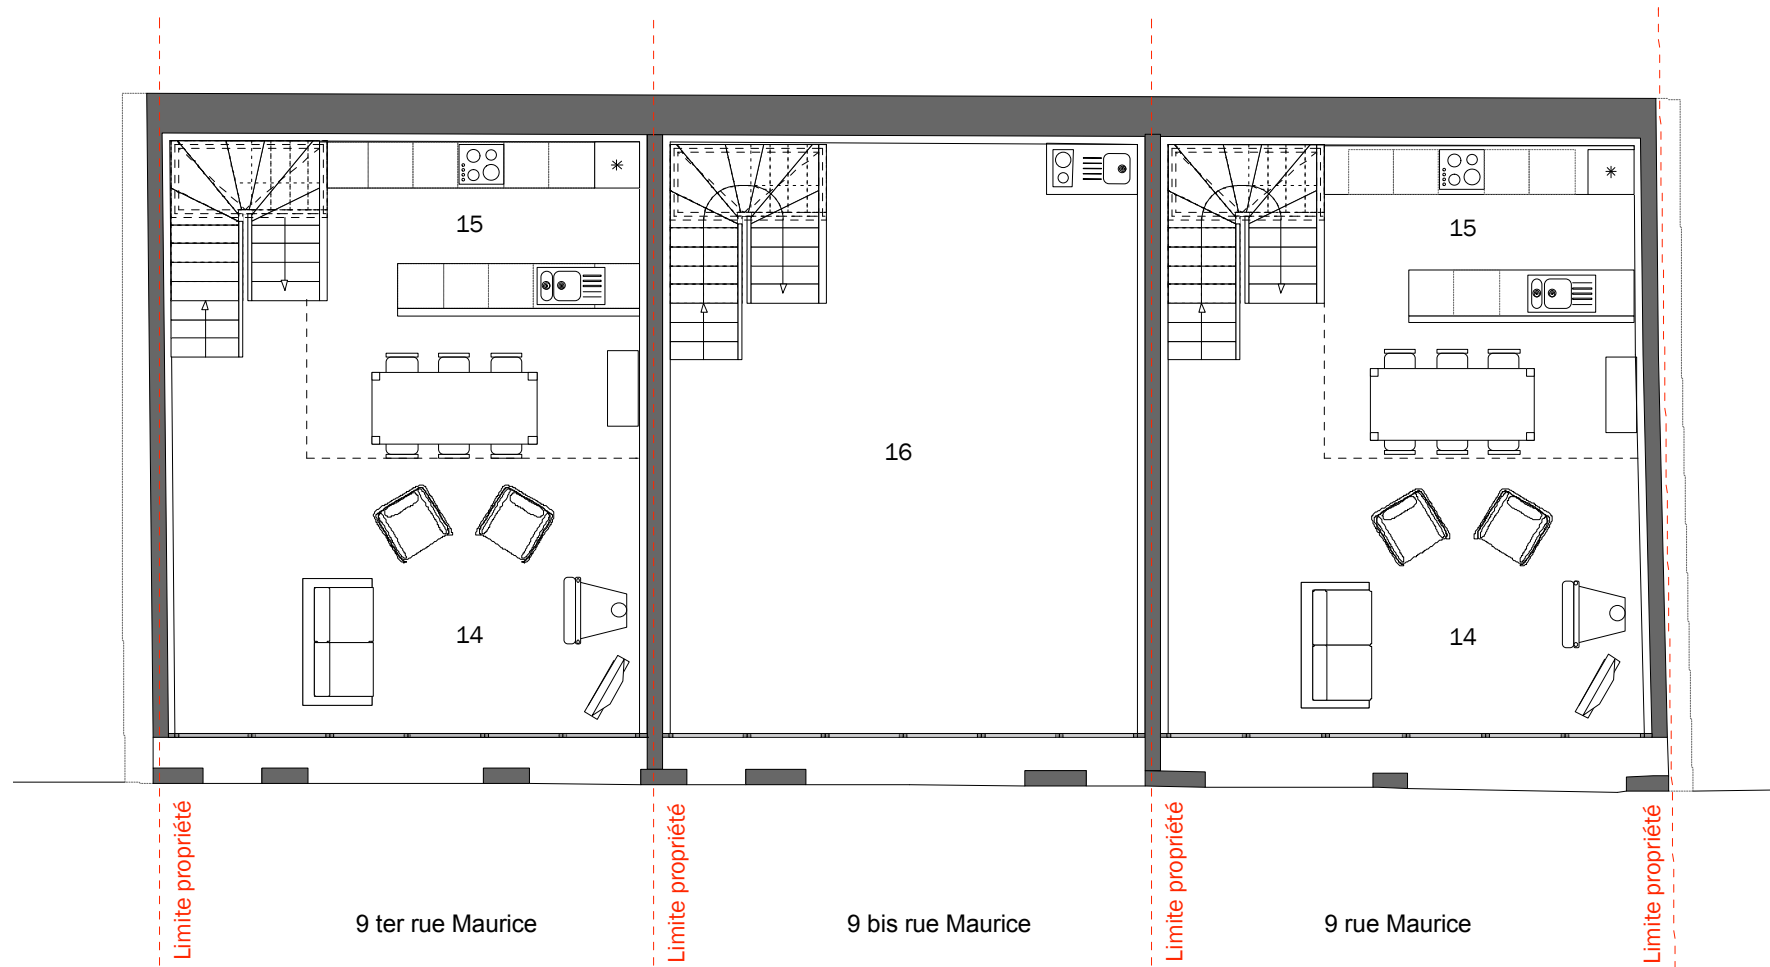 15
15
16
14
14
Limite propriété
Limite propriété
Limite propriété
Limite propriété
9 ter rue Maurice
9 bis rue Maurice
9 rue Maurice